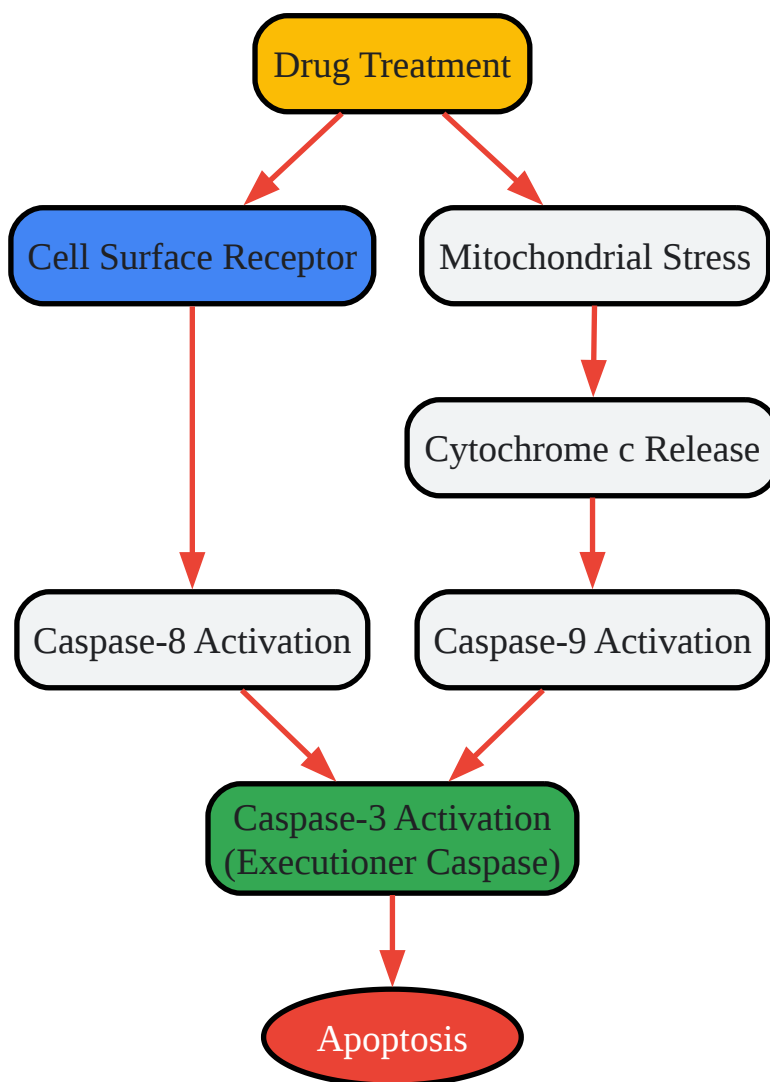 Drug Treatment
Cell Surface Receptor
Mitochondrial Stress
Cytochrome c Release
Caspase-8 Activation
Caspase-9 Activation
Caspase-3 Activation
(Executioner Caspase)
Apoptosis